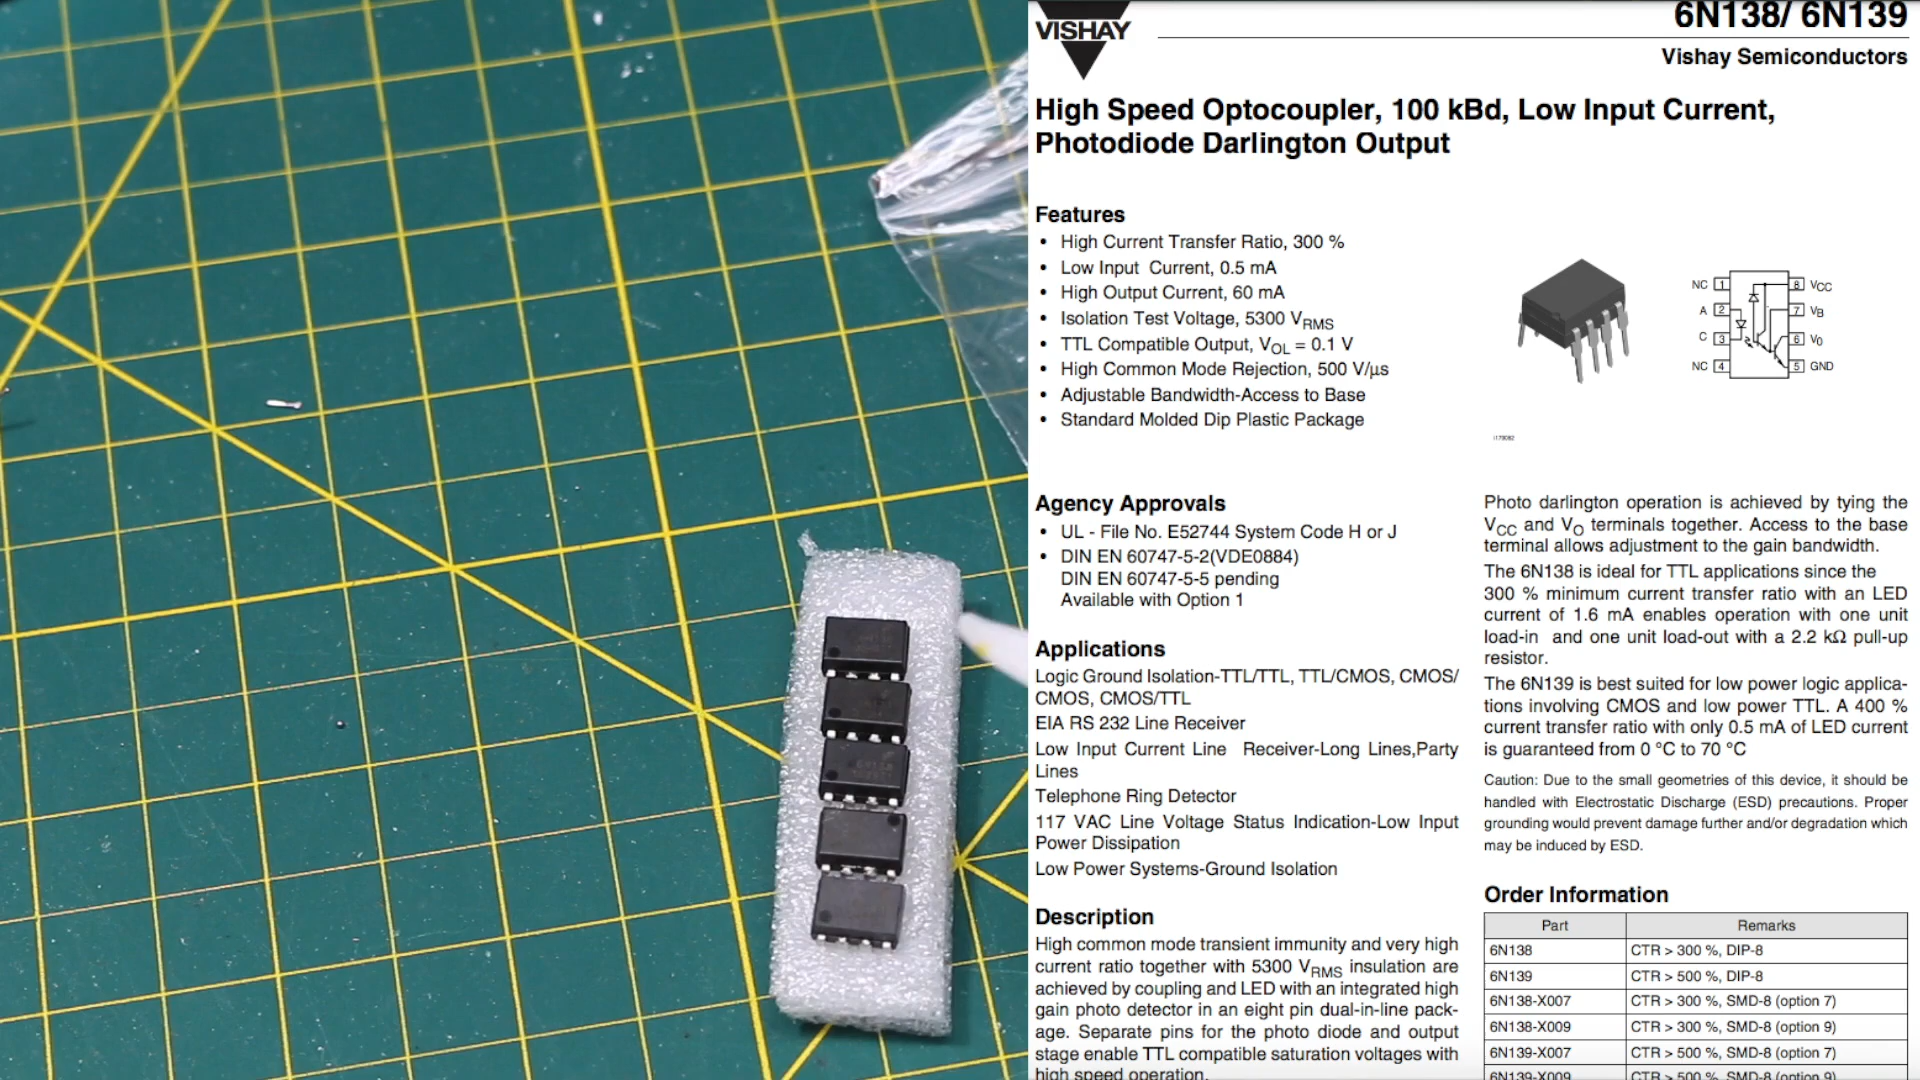 VISHAY
6N138/ 6N139
Vishay Semiconductors
High Speed Optocoupler, 100 kBd, Low Input Current,
Photodiode Darlington Output
Features
• High Current Transfer Ratio, 300 %
• Low Input Current, 0.5 mA
• High Output Current, 60 mA
• Isolation Test Voltage, 5300 VRMS
• TTL Compatible Output, VOL = 0.1 V
• High Common Mode Rejection, 500 V/μs
• Adjustable Bandwidth-Access to Base
• Standard Molded Dip Plastic Package
NC 1 8 VCC
A 2 7 VB
C 3 6 VO
NC 4 5 GND
i179082
Agency Approvals
• UL - File No. E52744 System Code H or J
• DIN EN 60747-5-2(VDE0884)
DIN EN 60747-5-5 pending
Available with Option 1
Applications
Logic Ground Isolation-TTL/TTL, TTL/CMOS, CMOS/
CMOS, CMOS/TTL
EIA RS 232 Line Receiver
Low Input Current Line Receiver-Long Lines,Party
Lines
Telephone Ring Detector
117 VAC Line Voltage Status Indication-Low Input
Power Dissipation
Low Power Systems-Ground Isolation
Description
High common mode transient immunity and very high
current ratio together with 5300 VRMS insulation are
achieved by coupling and LED with an integrated high
gain photo detector in an eight pin dual-in-line pack-
age. Separate pins for the photo diode and output
stage enable TTL compatible saturation voltages with
high speed operation.
Photo darlington operation is achieved by tying the
VCC and VO terminals together. Access to the base
terminal allows adjustment to the gain bandwidth.
The 6N138 is ideal for TTL applications since the
300 % minimum current transfer ratio with an LED
current of 1.6 mA enables operation with one unit
load-in and one unit load-out with a 2.2 kΩ pull-up
resistor.
The 6N139 is best suited for low power logic applica-
tions involving CMOS and low power TTL. A 400 %
current transfer ratio with only 0.5 mA of LED current
is guaranteed from 0 °C to 70 °C
Caution: Due to the small geometries of this device, it should be
handled with Electrostatic Discharge (ESD) precautions. Proper
grounding would prevent damage further and/or degradation which
may be induced by ESD.
Order Information
Part Remarks
6N138 CTR > 300 %, DIP-8
6N139 CTR > 500 %, DIP-8
6N138-X007 CTR > 300 %, SMD-8 (option 7)
6N138-X009 CTR > 300 %, SMD-8 (option 9)
6N139-X007 CTR > 500 %, SMD-8 (option 7)
6N139-X009 CTR > 500 %, SMD-8 (option 9)